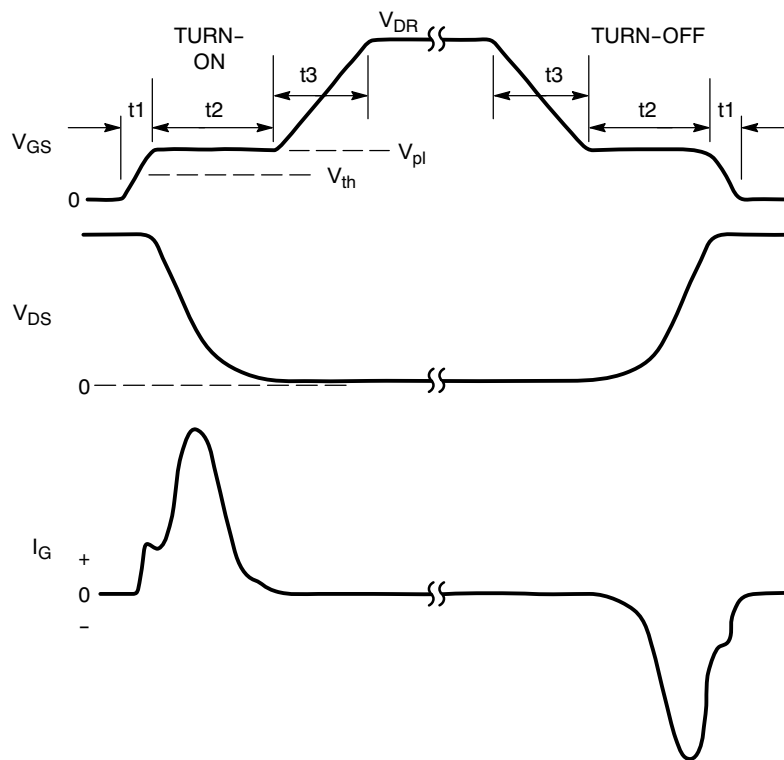 TURN–
ON
V_DR
TURN–OFF
t1
t2
t3
t3
t2
t1
V_GS
V_pl
V_th
0
V_DS
0
I_G
+
0
–